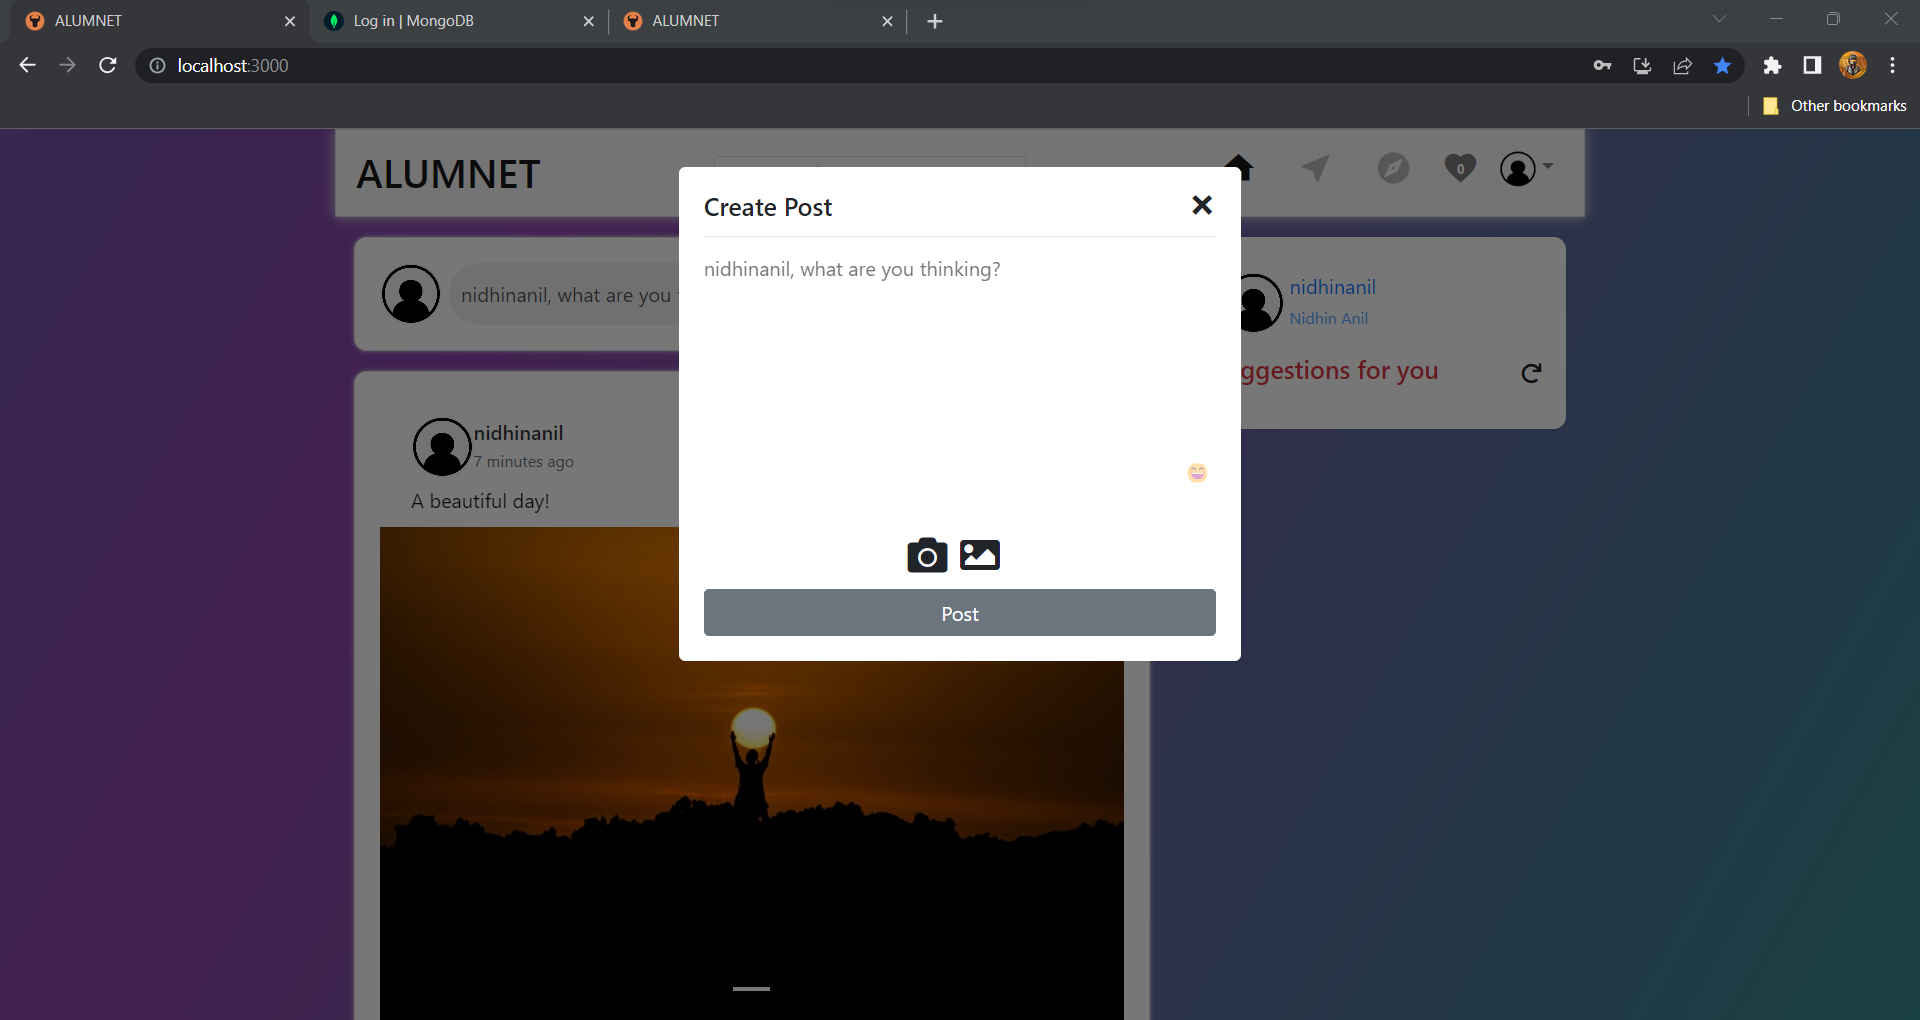 ALUMNET
Log in | MongoDB
ALUMNET
localhost:3000
Other bookmarks
ALUMNET
0
Create Post
nidhinanil, what are you thinking?
nidhinanil, what are you
nidhinanil
Nidhin Anil
ggestions for you
nidhinanil
7 minutes ago
A beautiful day!
Post